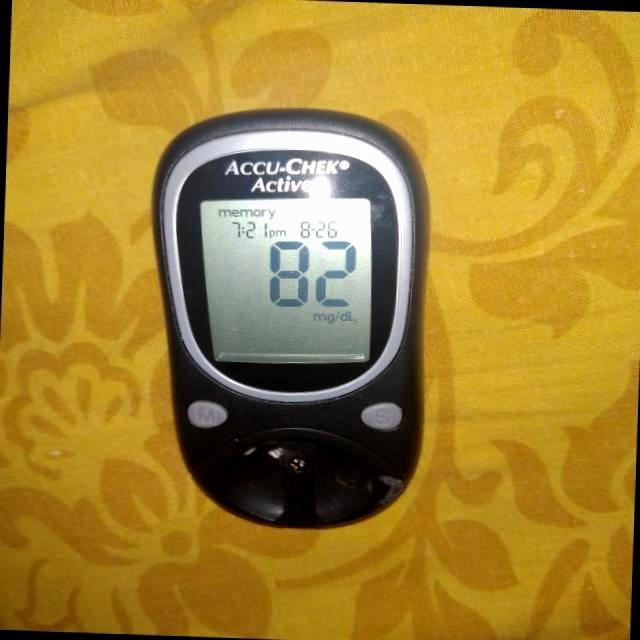 ACCU-CHEK®
Active
memory
7:21pm 8-26
82
mg/dL
M
S